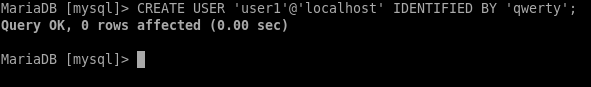 MariaDB [mysql]> CREATE USER 'user1'@'localhost' IDENTIFIED BY 'qwerty';
Query OK, 0 rows affected (0.00 sec)
MariaDB [mysql]>